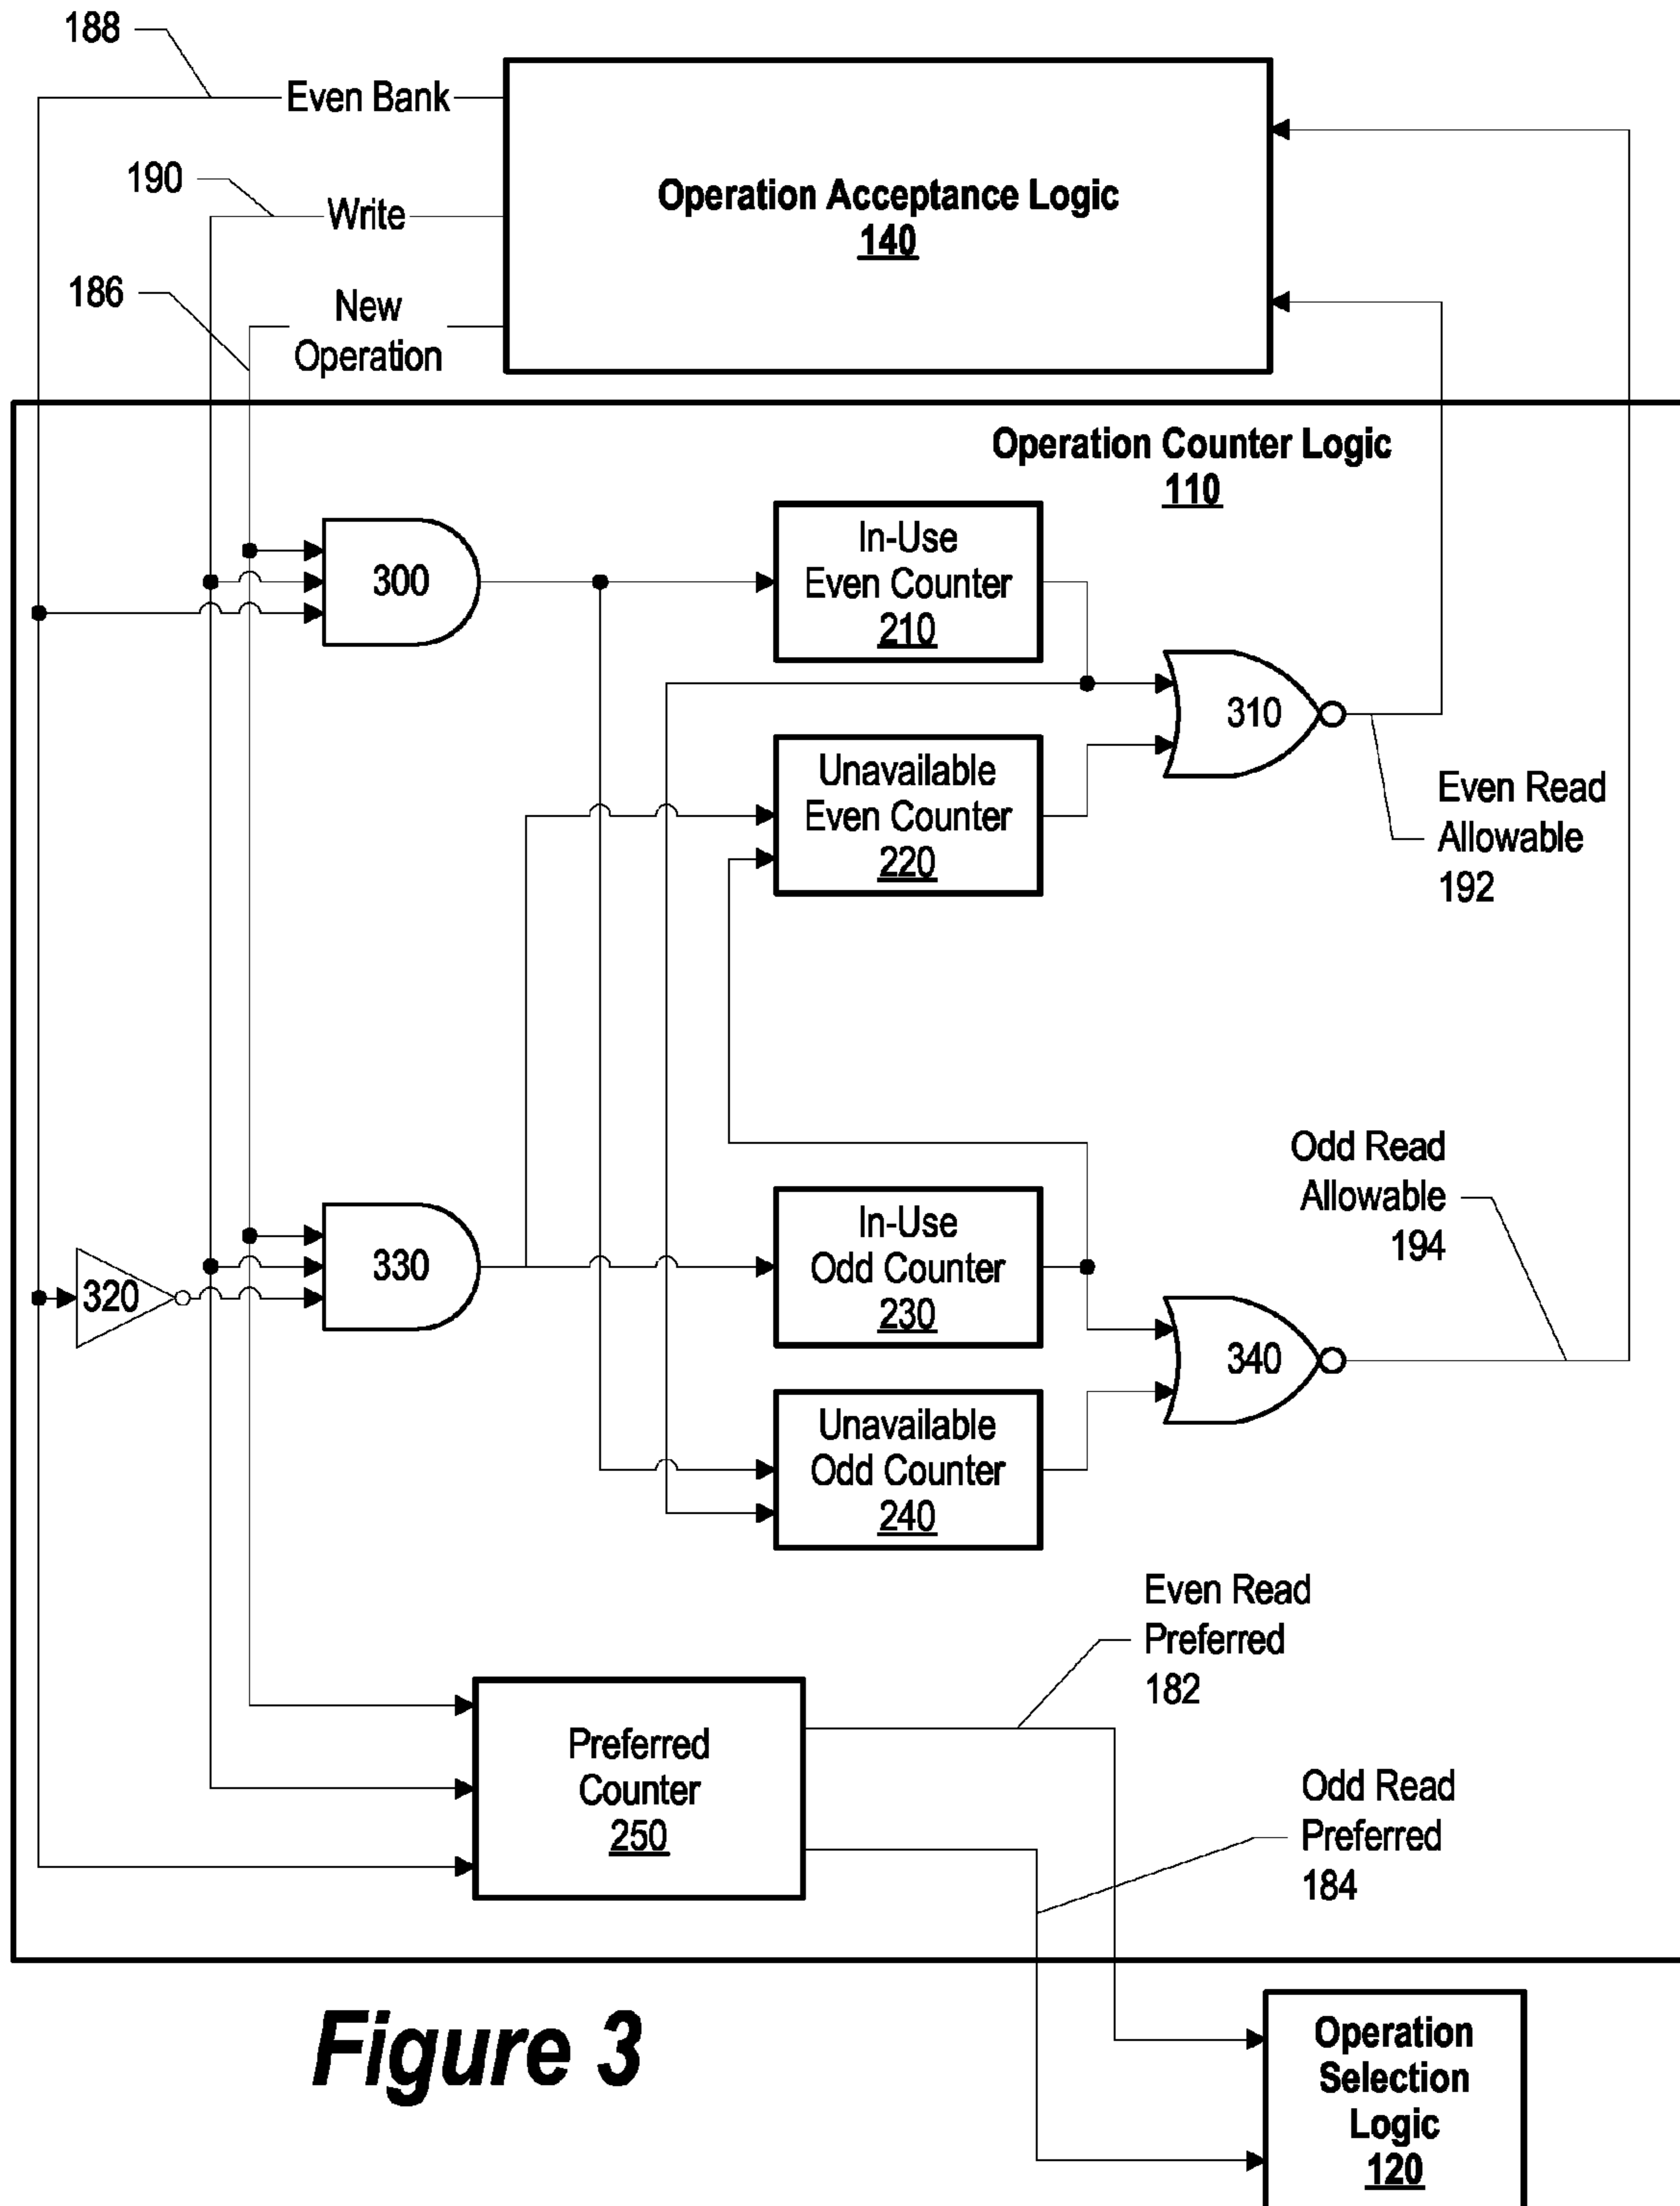 188
Even Bank
190
Write
186
New
Operation
Operation Acceptance Logic
140
Operation Counter Logic
110
300
In-Use
Even Counter
210
310
Unavailable
Even Counter
220
Even Read
Allowable
192
Odd Read
Allowable
194
320
330
In-Use
Odd Counter
230
340
Unavailable
Odd Counter
240
Even Read
Preferred
182
Preferred
Counter
250
Odd Read
Preferred
184
Figure 3
Operation
Selection
Logic
120